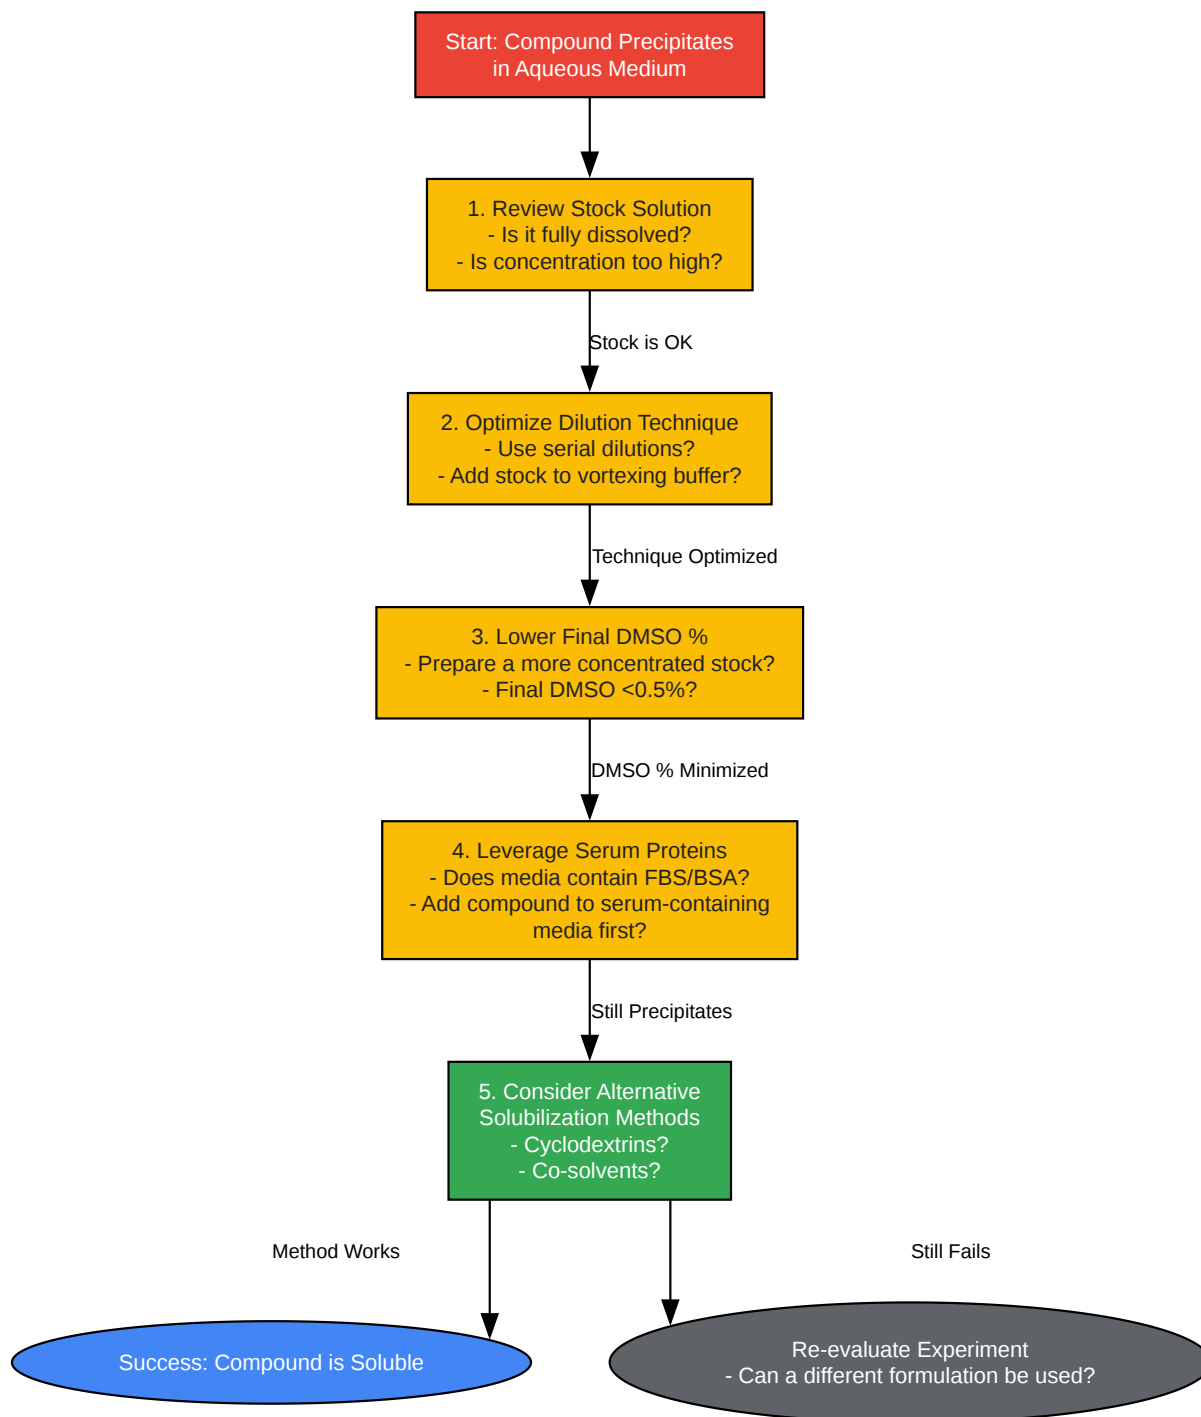 Start: Compound Precipitates
in Aqueous Medium
1. Review Stock Solution
- Is it fully dissolved?
- Is concentration too high?
Stock is OK
2. Optimize Dilution Technique
- Use serial dilutions?
- Add stock to vortexing buffer?
Technique Optimized
3. Lower Final DMSO %
- Prepare a more concentrated stock?
- Final DMSO <0.5%?
DMSO % Minimized
4. Leverage Serum Proteins
- Does media contain FBS/BSA?
- Add compound to serum-containing
media first?
Still Precipitates
5. Consider Alternative
Solubilization Methods
- Cyclodextrins?
- Co-solvents?
Method Works
Still Fails
Success: Compound is Soluble
Re-evaluate Experiment
- Can a different formulation be used?